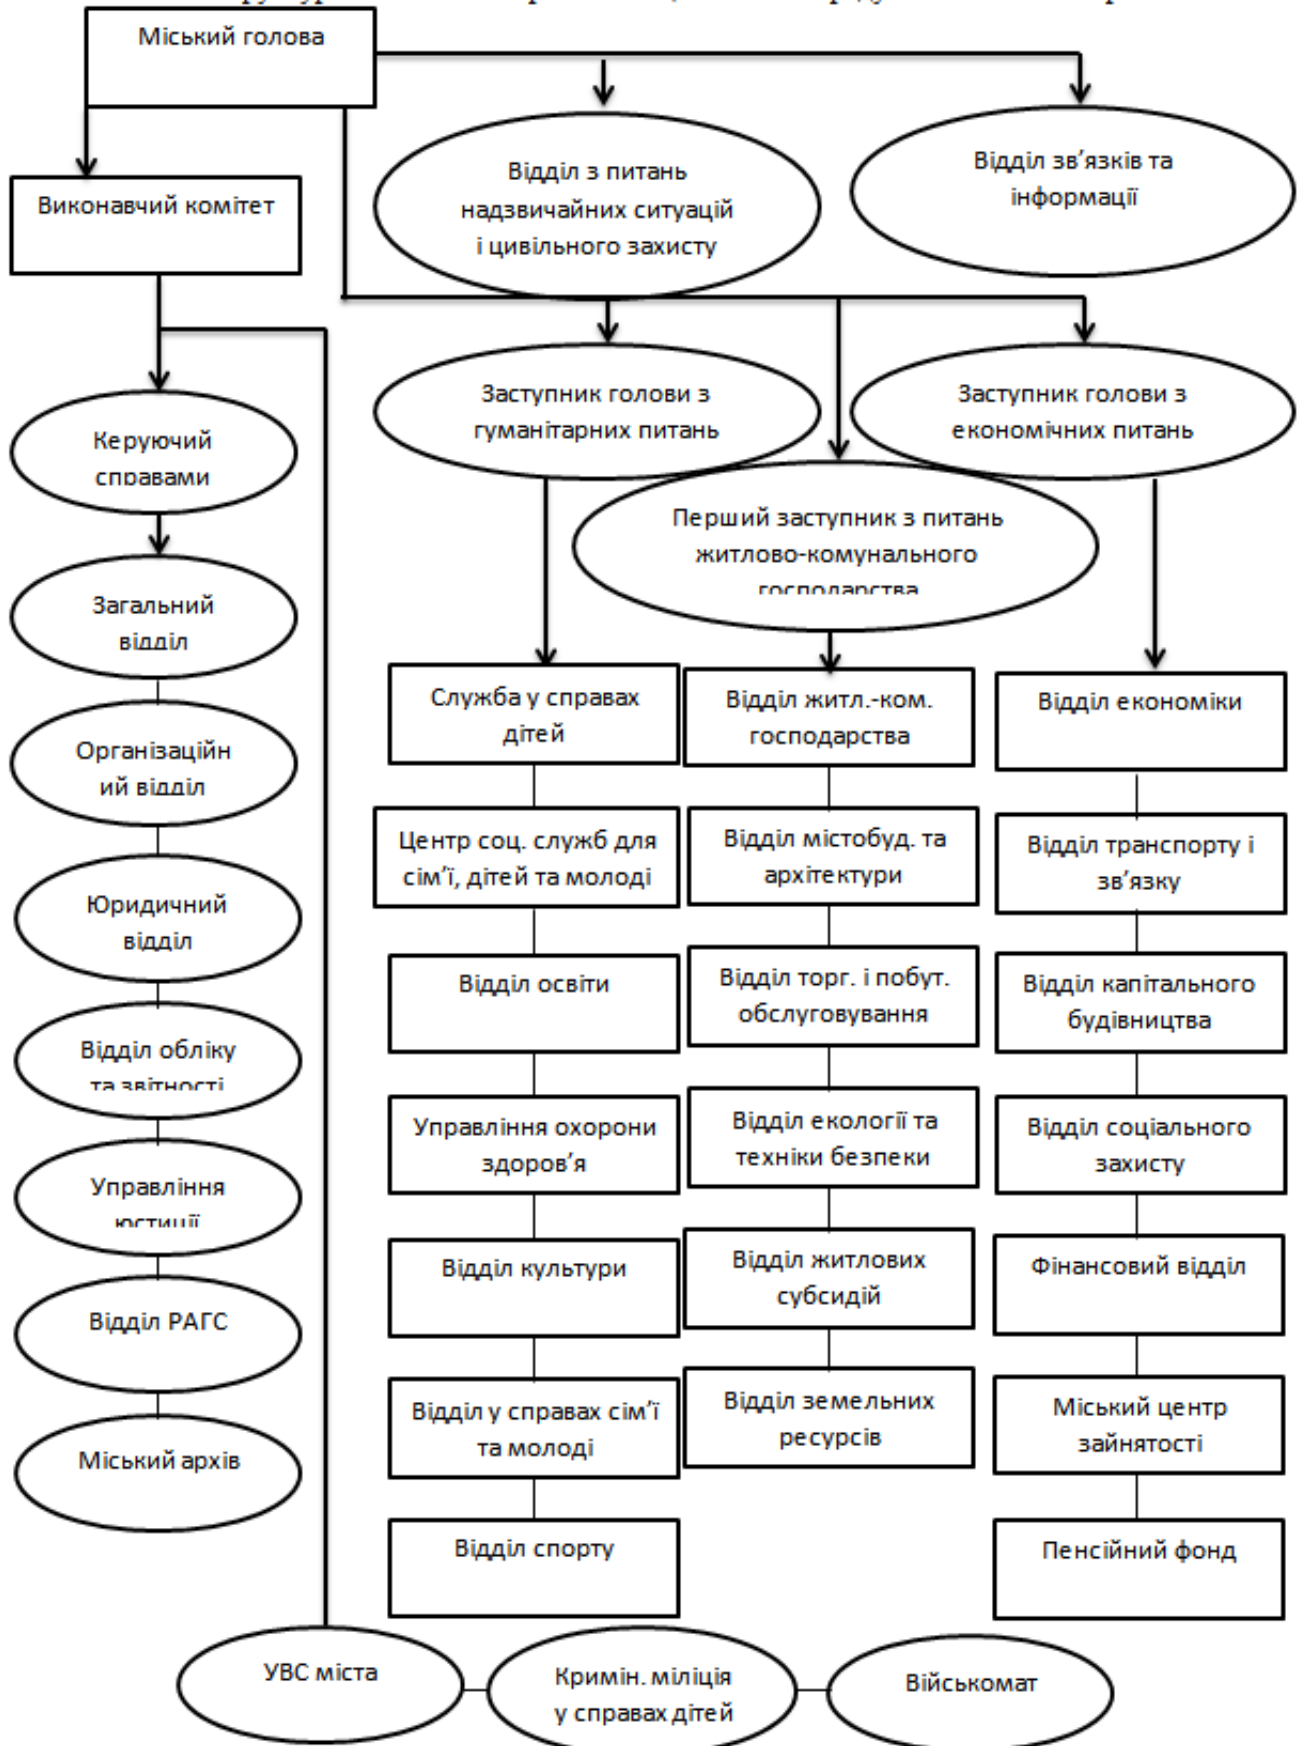 Міський голова
Відділ з питань
надзвичайних ситуацій
і цивільного захисту
Відділ зв’язків та
інформації
Виконавчий комітет
Заступник голови з
гуманітарних питань
Заступник голови з
економічних питань
Перший заступник з питань
житлово-комунального
господарства
Керуючий
справами
Загальний
відділ
Організаційн
ий відділ
Юридичний
відділ
Відділ обліку
та звітності
Управління
юстиції
Відділ РАГС
Міський архів
Служба у справах
дітей
Центр соц. служб для
сім’ї, дітей та молоді
Відділ освіти
Управління охорони
здоров’я
Відділ культури
Відділ у справах сім’ї
та молоді
Відділ спорту
Відділ житл.-ком.
господарства
Відділ містобуд. та
архітектури
Відділ торг. і побут.
обслуговування
Відділ екології та
техніки безпеки
Відділ житлових
субсидій
Відділ земельних
ресурсів
Відділ економіки
Відділ транспорту і
зв’язку
Відділ капітального
будівництва
Відділ соціального
захисту
Фінансовий відділ
Міський центр
зайнятості
Пенсійний фонд
УВС міста
Кримін. міліція
у справах дітей
Військомат